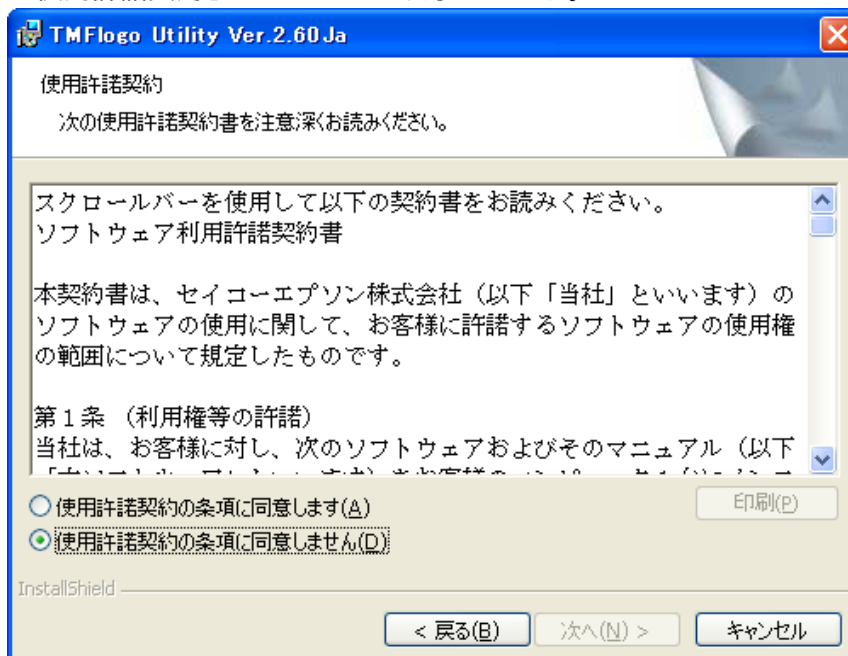 TMFlogo Utility Ver.2.60Ja
使用許諾契約
次の使用許諾契約書を注意深くお読みください。
スクロールバーを使用して以下の契約書をお読みください。
ソフトウェア利用許諾契約書
本契約書は、セイコーエプソン株式会社（以下「当社」といいます）の
ソフトウェアの使用に関して、お客様に許諾するソフトウェアの使用権
の範囲について規定したものです。
第１条　（利用権等の許諾）
当社は、お客様に対し、次のソフトウェアおよびそのマニュアル（以下
使用許諾契約の条項に同意します(A)
印刷(P)
使用許諾契約の条項に同意しません(D)
InstallShield
< 戻る(B)
次へ(N) >
キャンセル